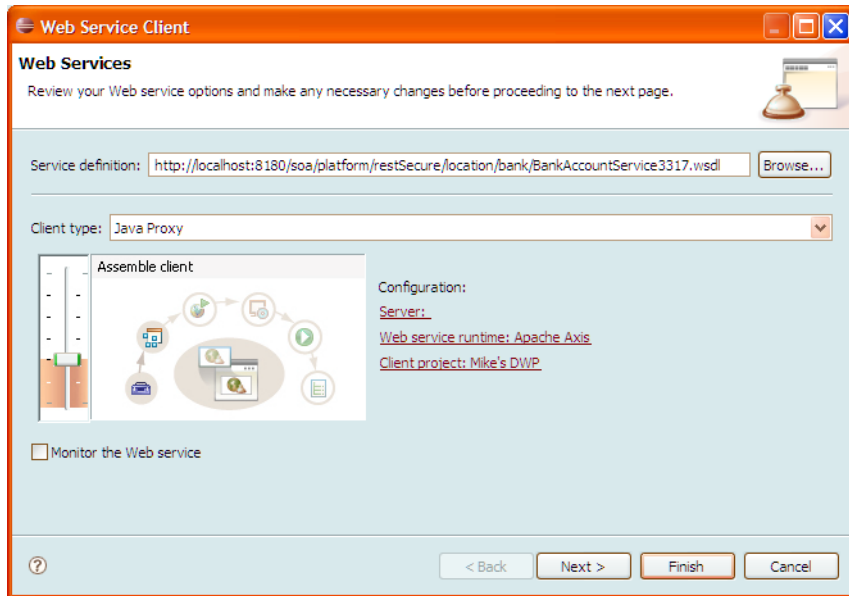 Web Service Client
Web Services
Review your Web service options and make any necessary changes before proceeding to the next page.
Service definition: http://localhost:8180/soa/platform/restSecure/location/bank/BankAccountService3317.wsdl Browse...
Client type: Java Proxy
Assemble client
Configuration:
Server:
Web service runtime: Apache Axis
Client project: Mike's DWP
Monitor the Web service
? < Back Next > Finish Cancel